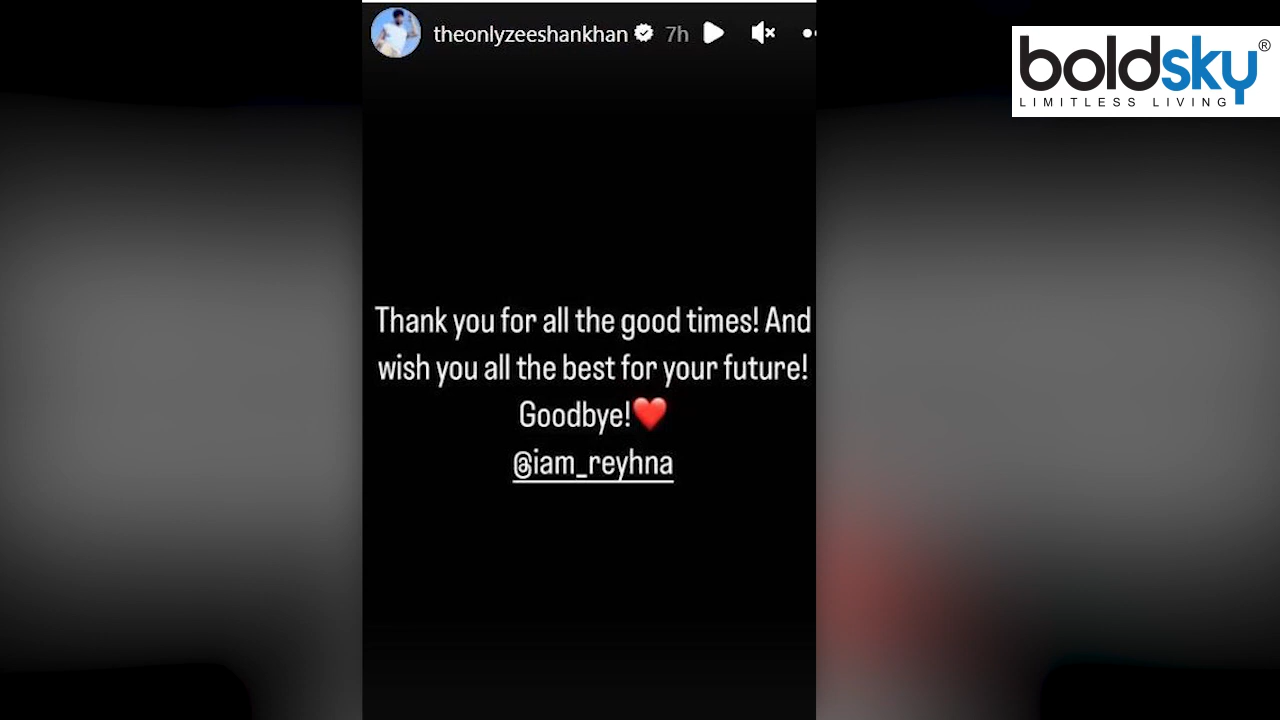 theonlyzeeshankhan 7h
boldsky®
LIMITLESS LIVING
Thank you for all the good times! And
wish you all the best for your future!
Goodbye!❤️
@iam_reyhna